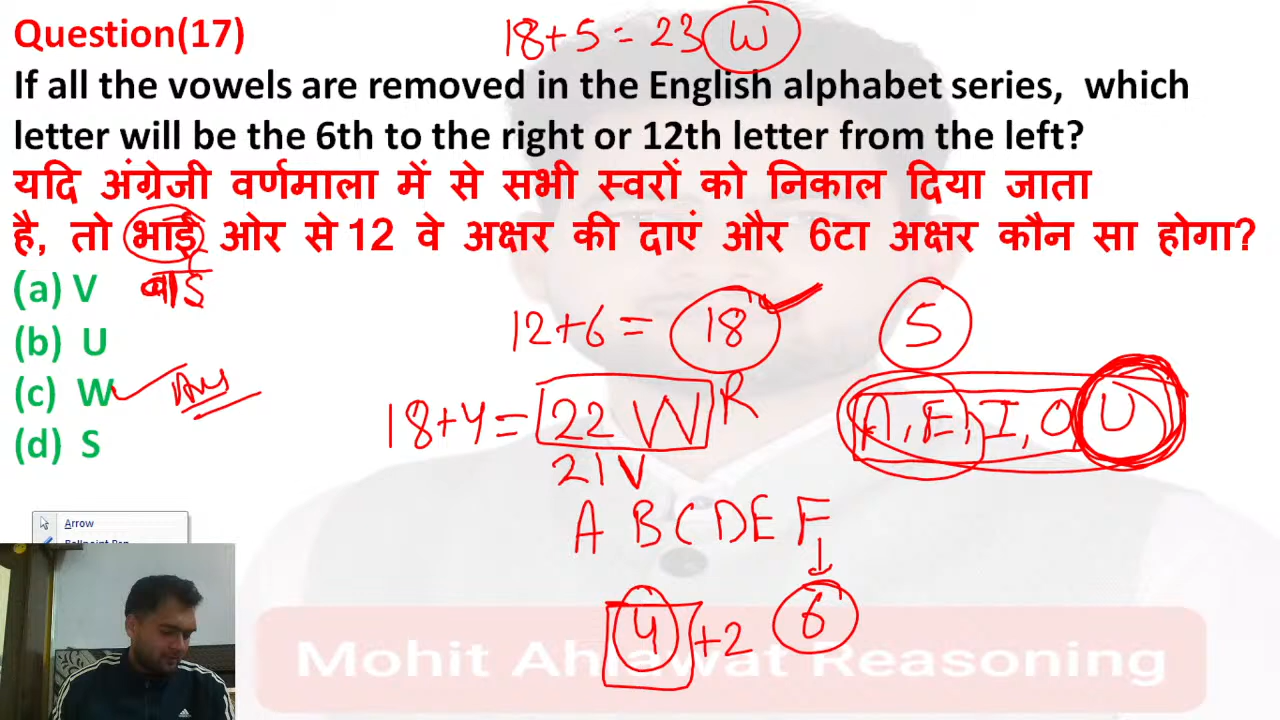 Question(17)
18+5=23 W
If all the vowels are removed in the English alphabet series, which
letter will be the 6th to the right or 12th letter from the left?
यदि अंग्रेजी वर्णमाला में से सभी स्वरों को निकाल दिया जाता
है, तो भाई ओर से 12 वे अक्षर की दाएं और 6टा अक्षर कौन सा होगा?
(a) V
12+6= 18
5
(b) U
(c) W Ans
18+4= 22 W R
A, E, I, O, U
(d) S
21 V
A B C D E F
Arrow
4 +2 6
Mohit Ahlawat Reasoning